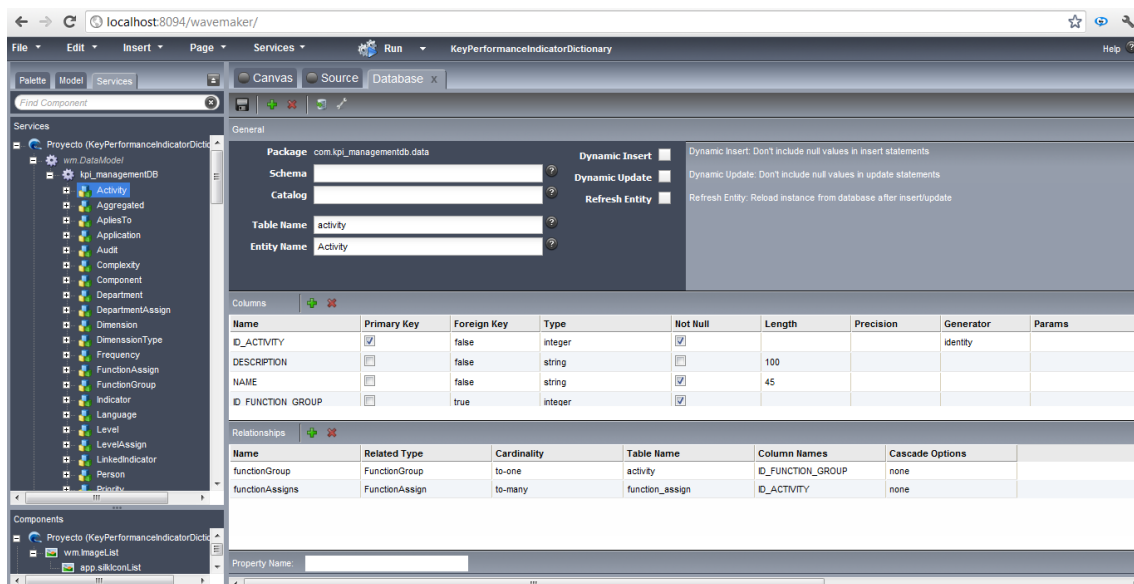 localhost:8094/wavemaker/
File Edit Insert Page Services Run KeyPerformanceIndicatorDictionary Help
Palette Model Services Canvas Source Database x
Find Component
Services
Proyecto (KeyPerformanceIndicatorDictic
wm.DataModel
kpi_managementDB
Activity
Aggregated
ApliesTo
Application
Audit
Complexity
Component
Department
DepartmentAssign
Dimension
DimenssionType
Frequency
FunctionAssign
FunctionGroup
Indicator
Language
Level
LevelAssign
LinkedIndicator
Person
Priority
Components
Proyecto (KeyPerformanceIndicatorDictic
wm.ImageList
app.silkIconList
General
Package com.kpi_managementdb.data
Schema
Catalog
Table Name activity
Entity Name Activity
Dynamic Insert Dynamic Insert: Don't include null values in insert statements
Dynamic Update Dynamic Update: Don't include null values in update statements
Refresh Entity Refresh Entity: Reload instance from database after insert/update
Columns
Name Primary Key Foreign Key Type Not Null Length Precision Generator Params
ID_ACTIVITY false integer identity
DESCRIPTION false string 100
NAME false string 45
ID_FUNCTION_GROUP true integer
Relationships
Name Related Type Cardinality Table Name Column Names Cascade Options
functionGroup FunctionGroup to-one activity ID_FUNCTION_GROUP none
functionAssigns FunctionAssign to-many function_assign ID_ACTIVITY none
Property Name: